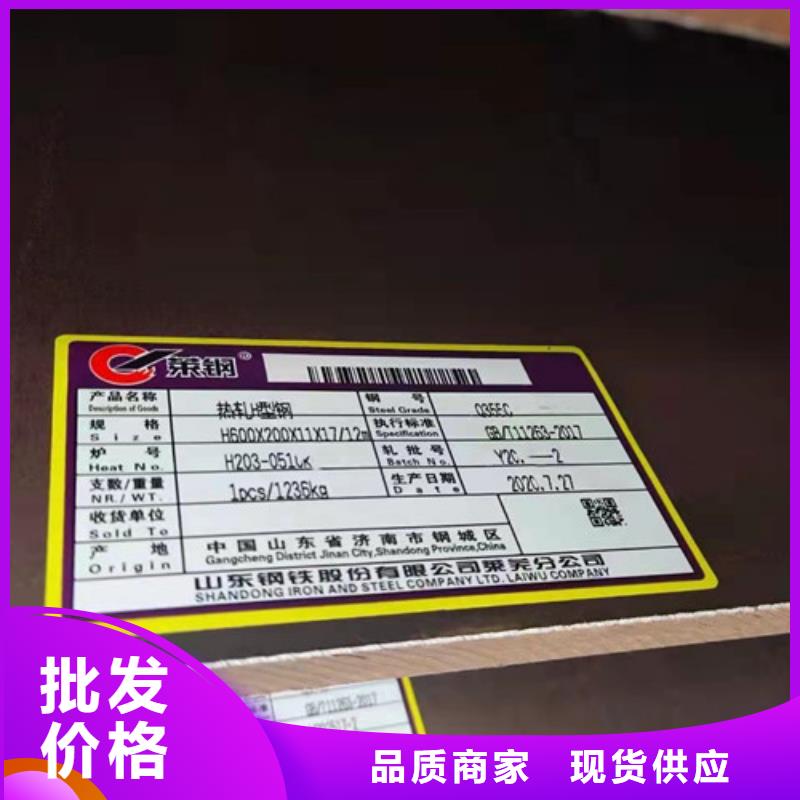 莱钢®
产品名称 热轧H型钢 钢号
Description of Goods Steel Grade Q355C
规格 H600X200X11X17/12m 执行标准 GB/T11263-2017
Size Specification
炉号 轧批号
Heat No. Batch No.
支数/重量 1pcs/1236kg 生产日期 2020.7.27
NR./WT. Date
收货单位
Sold To
产地 中国山东省济南市钢城区
Origin Gangcheng District Jinan City,Shandong Province,China
山东钢铁股份有限公司莱芜分公司
SHANDONG IRON AND STEEL COMPANY LTD. LAIWU COMPANY
GB/T11263-2017
批发
价格
品质商家 现货供应